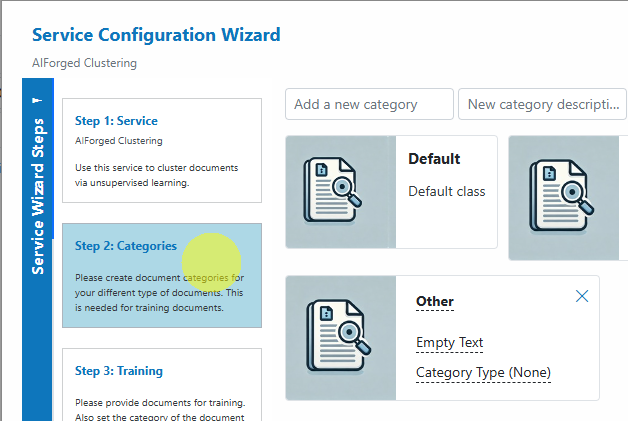 Service Configuration Wizard
AIForged Clustering
Service Wizard Steps
Step 1: Service
AIForged Clustering
Use this service to cluster documents
via unsupervised learning.
Step 2: Categories
Please create document categories for
your different type of documents. This
is needed for training documents.
Step 3: Training
Please provide documents for training.
Also set the category of the document
Add a new category
New category descripti...
Default
Default class
Other
Empty Text
Category Type (None)